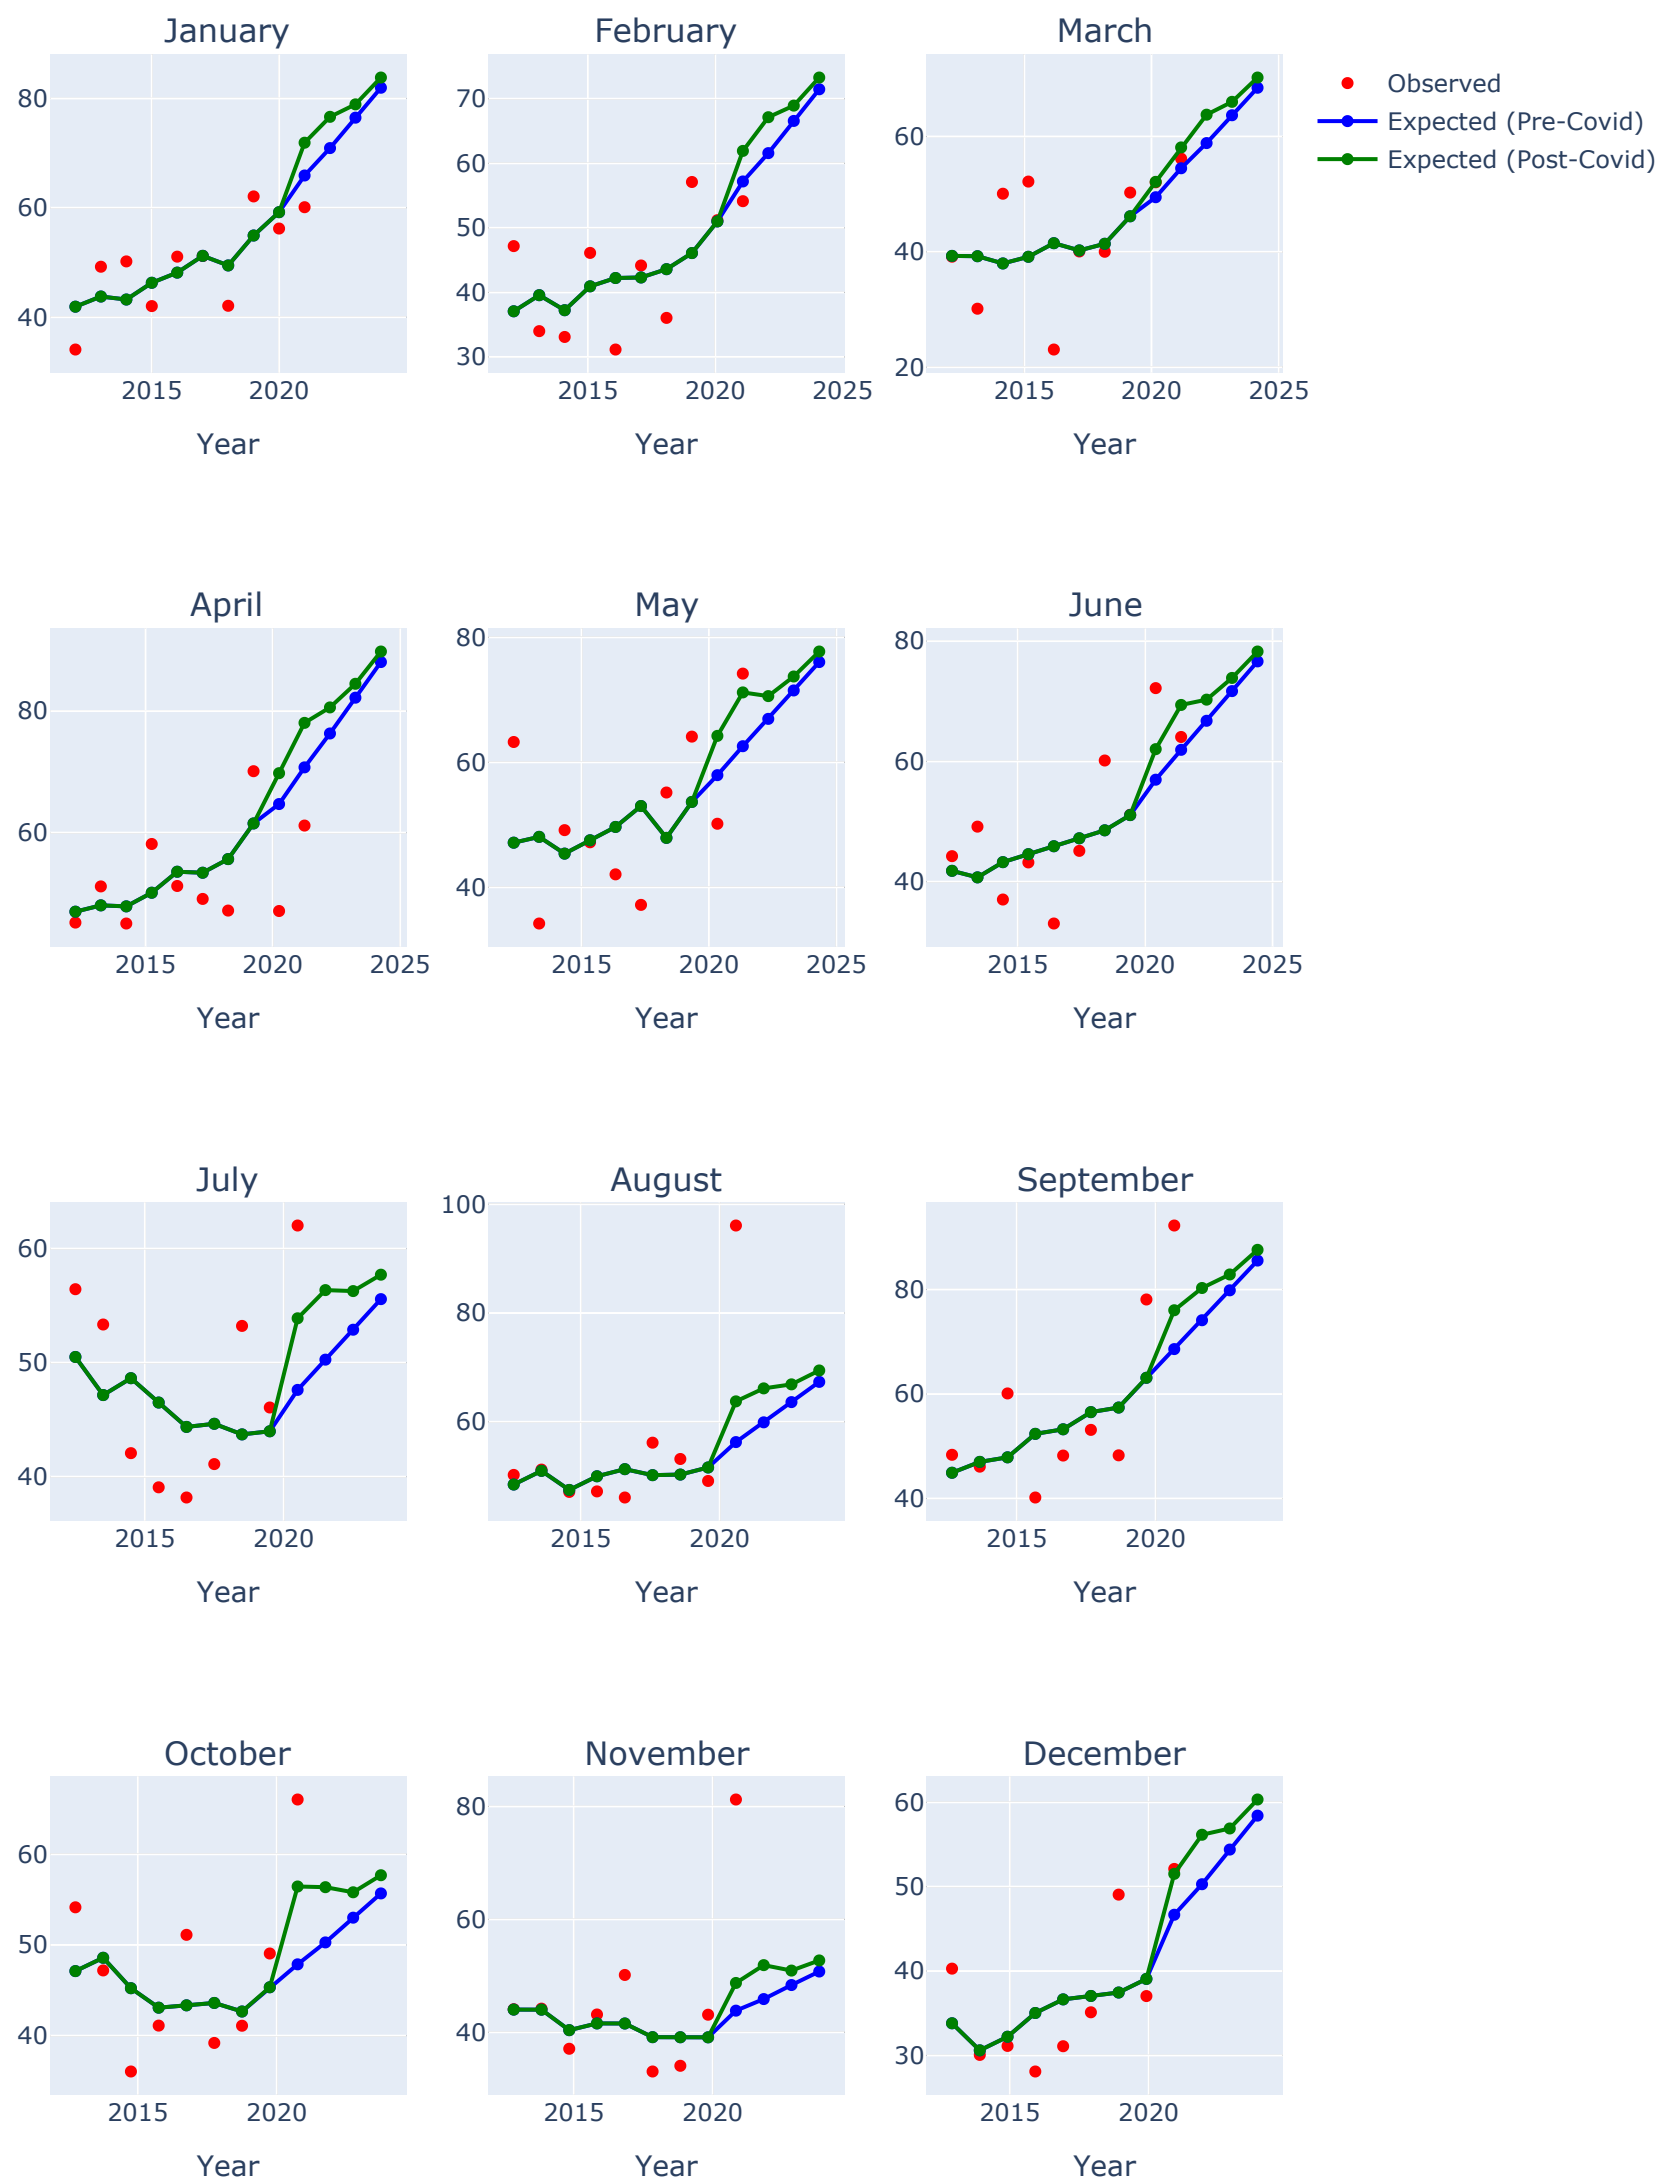 January February March
80
60
40
2015 2020
Year
70
60
50
40
30
2015 2020 2025
Year
60
40
20
2015 2020 2025
Year
Observed
Expected (Pre-Covid)
Expected (Post-Covid)
April May June
80
60
2015 2020 2025
Year
80
60
40
2015 2020 2025
Year
80
60
40
2015 2020 2025
Year
July August September
60
50
40
2015 2020
Year
100
80
60
2015 2020
Year
80
60
40
2015 2020
Year
October November December
60
50
40
2015 2020
Year
80
60
40
2015 2020
Year
60
50
40
30
2015 2020
Year